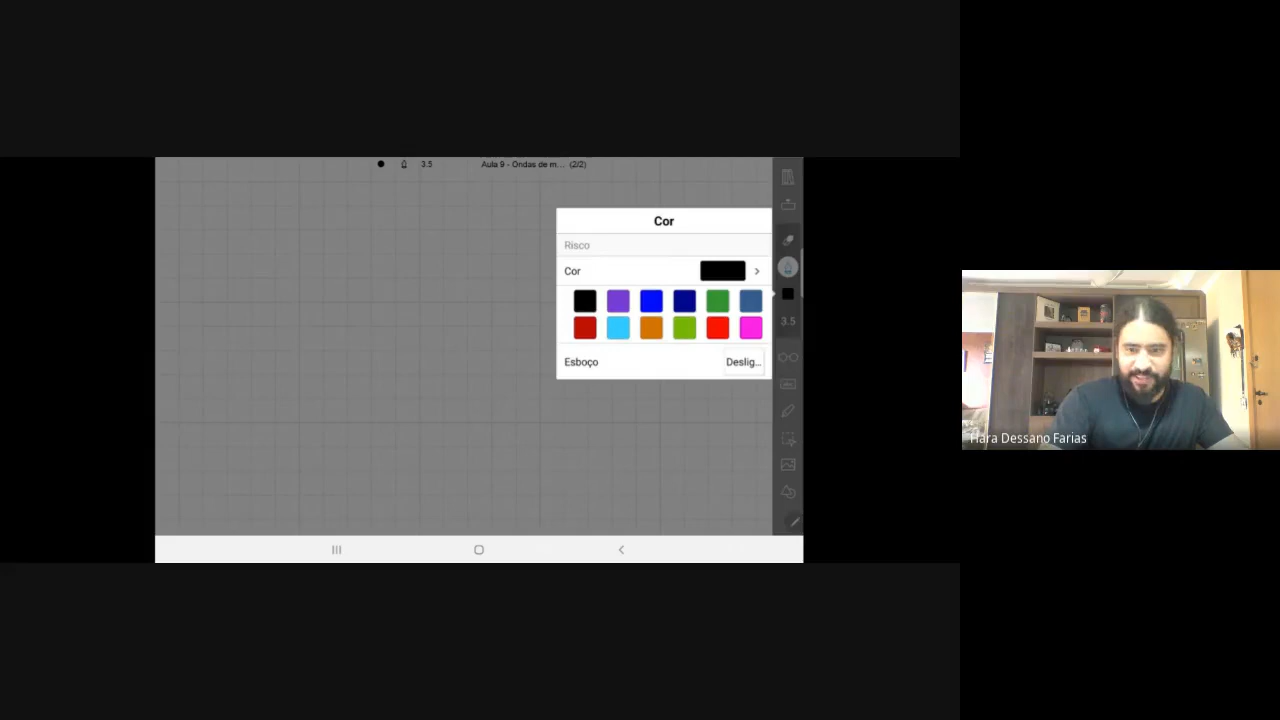 3.5 Aula 9 - Ondas de m... (2/2)
Cor
Risco
Cor
3.5
Esboço Deslig...
Hara Dessano Farias